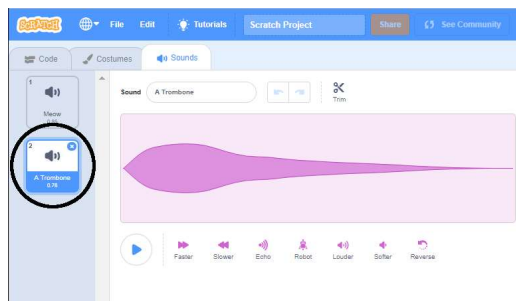 SCRATCH File Edit Tutorials Scratch Project Share See Community
Code Costumes Sounds
1
Meow
2
A Trombone
0.78
Sound A Trombone Trim
Faster Slower Echo Robot Louder Softer Reverse